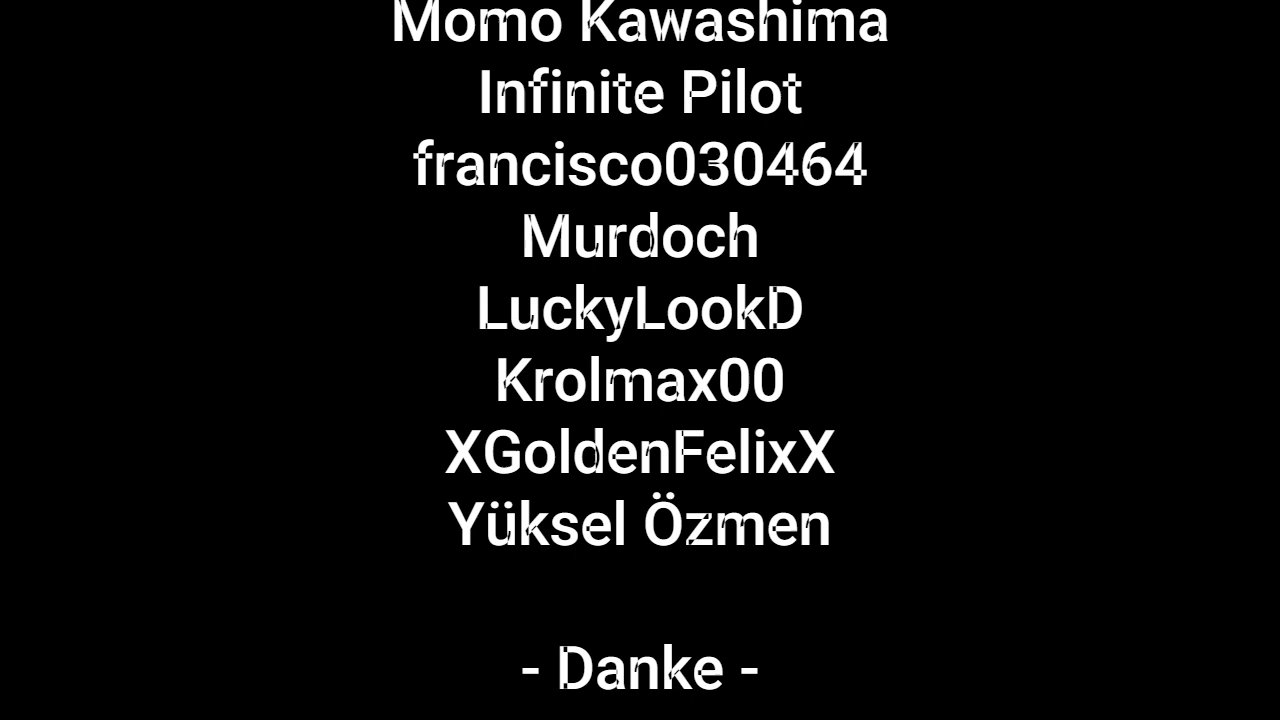 Momo Kawashima
Infinite Pilot
francisco030464
Murdoch
LuckyLookD
Krolmax00
XGoldenFelixX
Yüksel Özmen
- Danke -